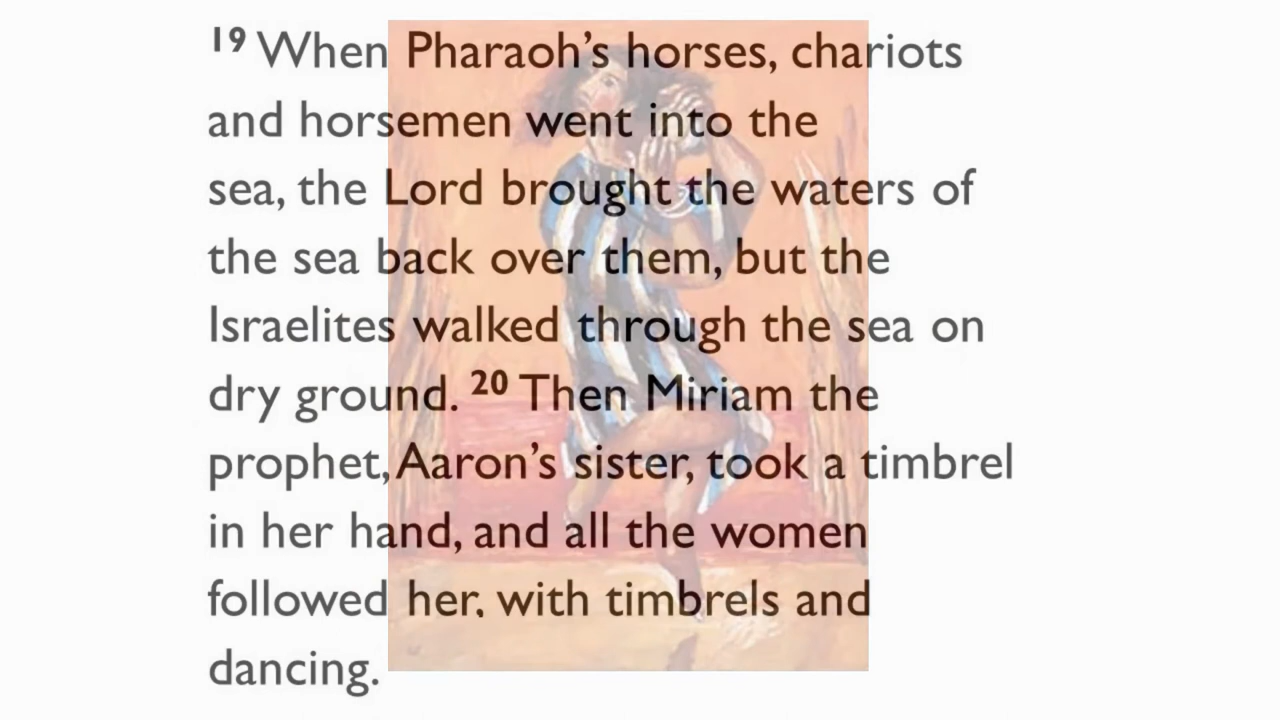 19 When Pharaoh’s horses, chariots
and horsemen went into the
sea, the Lord brought the waters of
the sea back over them, but the
Israelites walked through the sea on
dry ground. 20 Then Miriam the
prophet, Aaron’s sister, took a timbrel
in her hand, and all the women
followed her, with timbrels and
dancing.